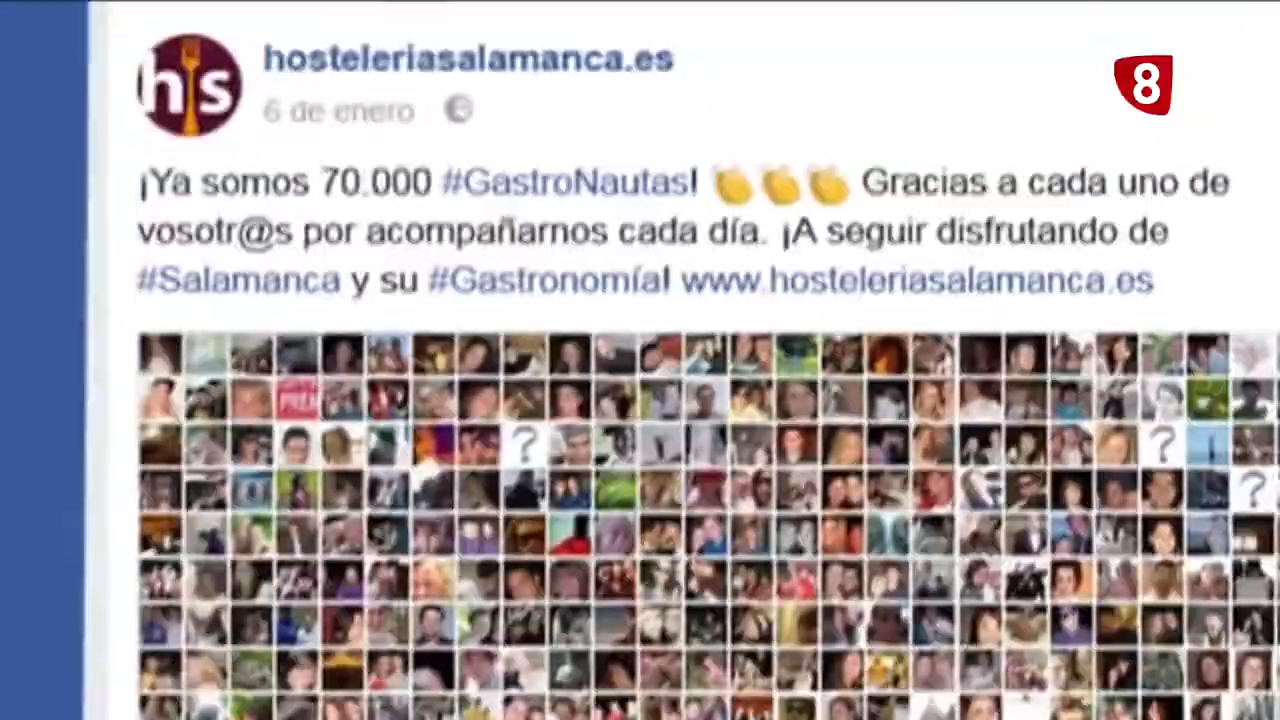 hs
hosteleriasalamanca.es
8
6 de enero
¡Ya somos 70.000 #GastroNautas! 👏👏👏 Gracias a cada uno de
vosotr@s por acompañarnos cada día. ¡A seguir disfrutando de
#Salamanca y su #Gastronomía! www.hosteleriasalamanca.es
?
?
?